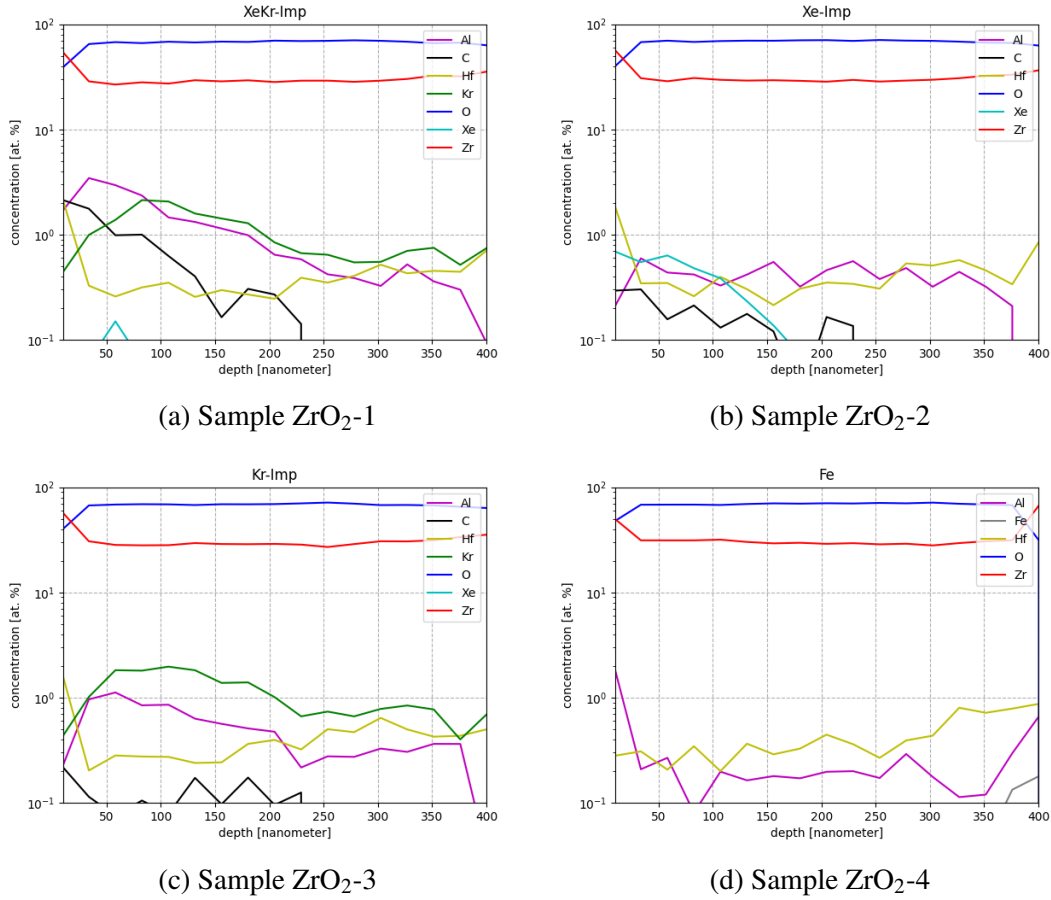 XeKr-Imp
concentration [at. %]
10²
10¹
10⁰
10⁻¹
50 100 150 200 250 300 350 400
depth [nanometer]
Al
C
Hf
Kr
O
Xe
Zr
(a) Sample ZrO₂-1
Xe-Imp
concentration [at. %]
10²
10¹
10⁰
10⁻¹
50 100 150 200 250 300 350 400
depth [nanometer]
Al
C
Hf
O
Xe
Zr
(b) Sample ZrO₂-2
Kr-Imp
concentration [at. %]
10²
10¹
10⁰
10⁻¹
50 100 150 200 250 300 350 400
depth [nanometer]
Al
C
Hf
Kr
O
Xe
Zr
(c) Sample ZrO₂-3
Fe
concentration [at. %]
10²
10¹
10⁰
10⁻¹
50 100 150 200 250 300 350 400
depth [nanometer]
Al
Fe
Hf
O
Zr
(d) Sample ZrO₂-4